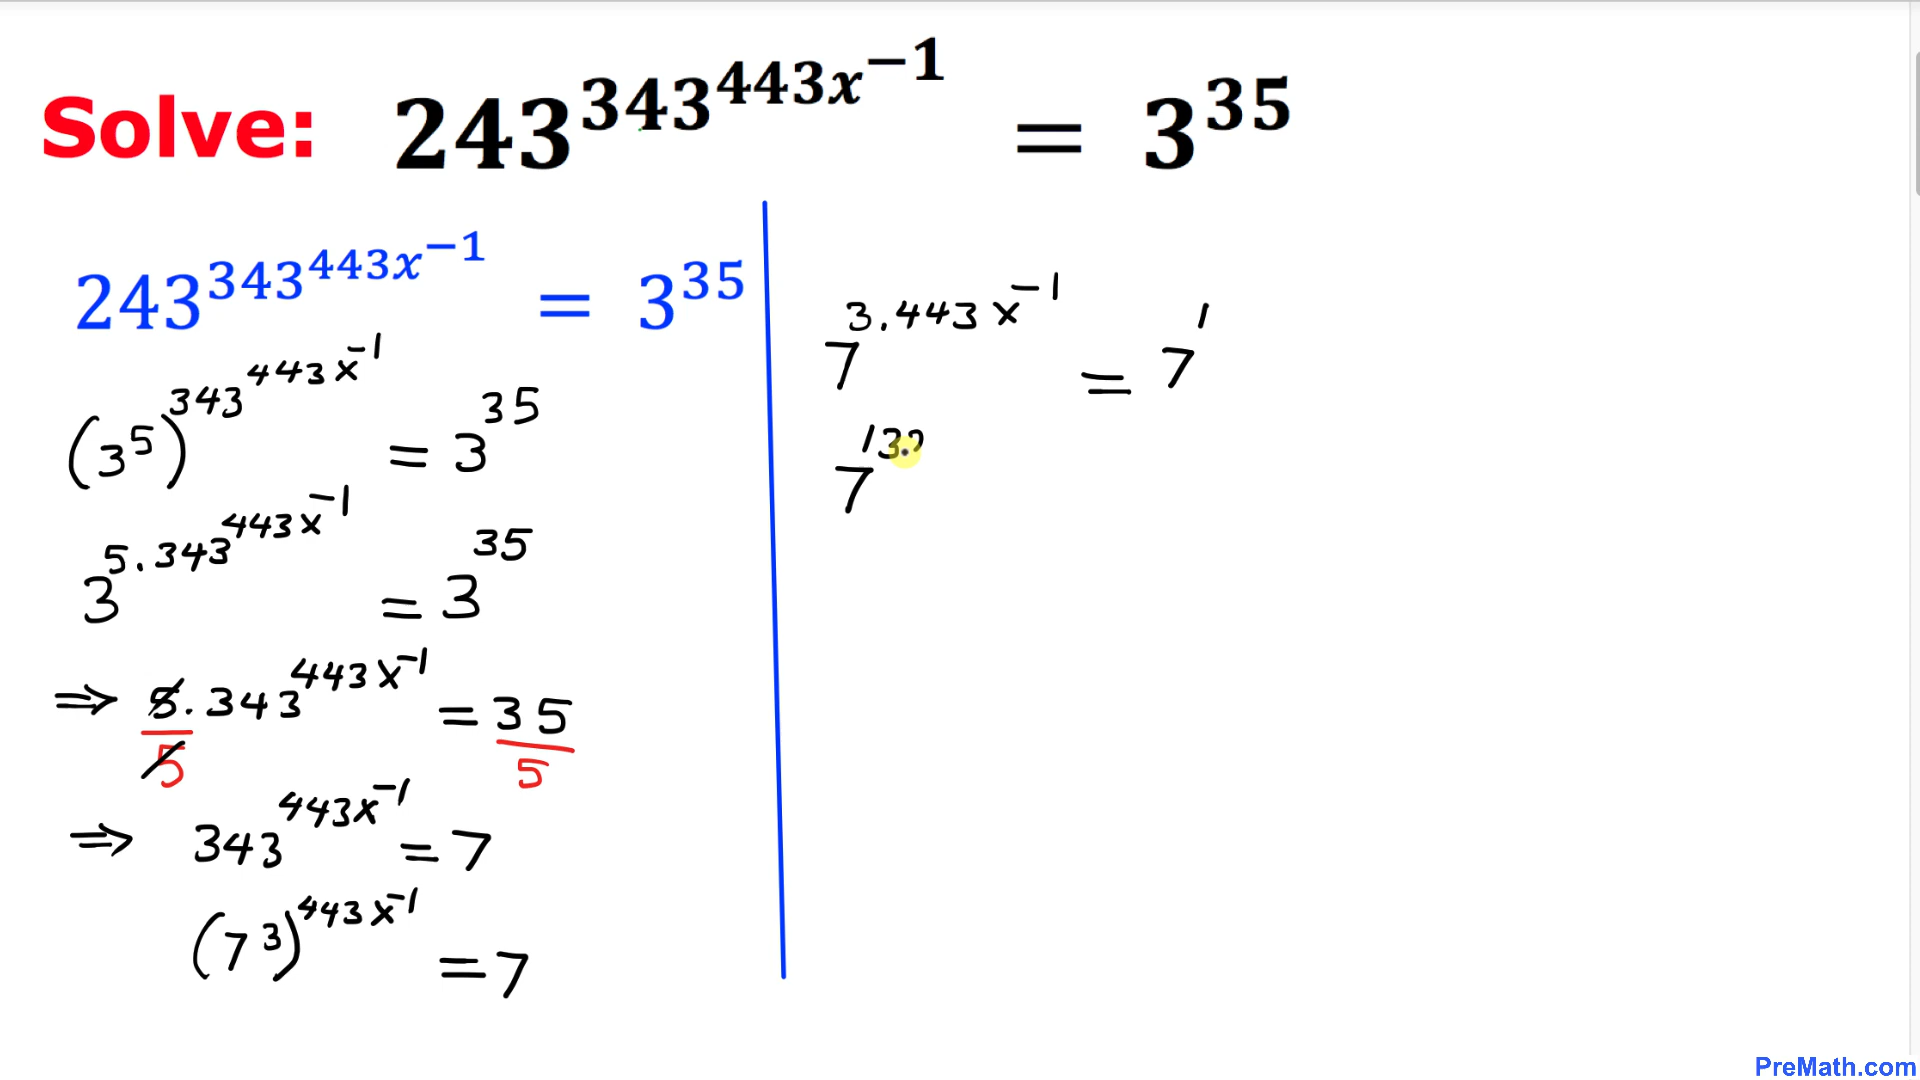 Solve: 243^343^443x^−1 = 3^35
243^343^443x^−1 = 3^35
(3^5)^343^443x^-1 = 3^35
3^5.343^443x^-1 = 3^35
⇒ 5.343^443x^-1 = 35
5 5
⇒ 343^443x^-1 = 7
(7^3)^443x^-1 = 7
7^3.443x^-1 = 7^1
7^13
PreMath.com